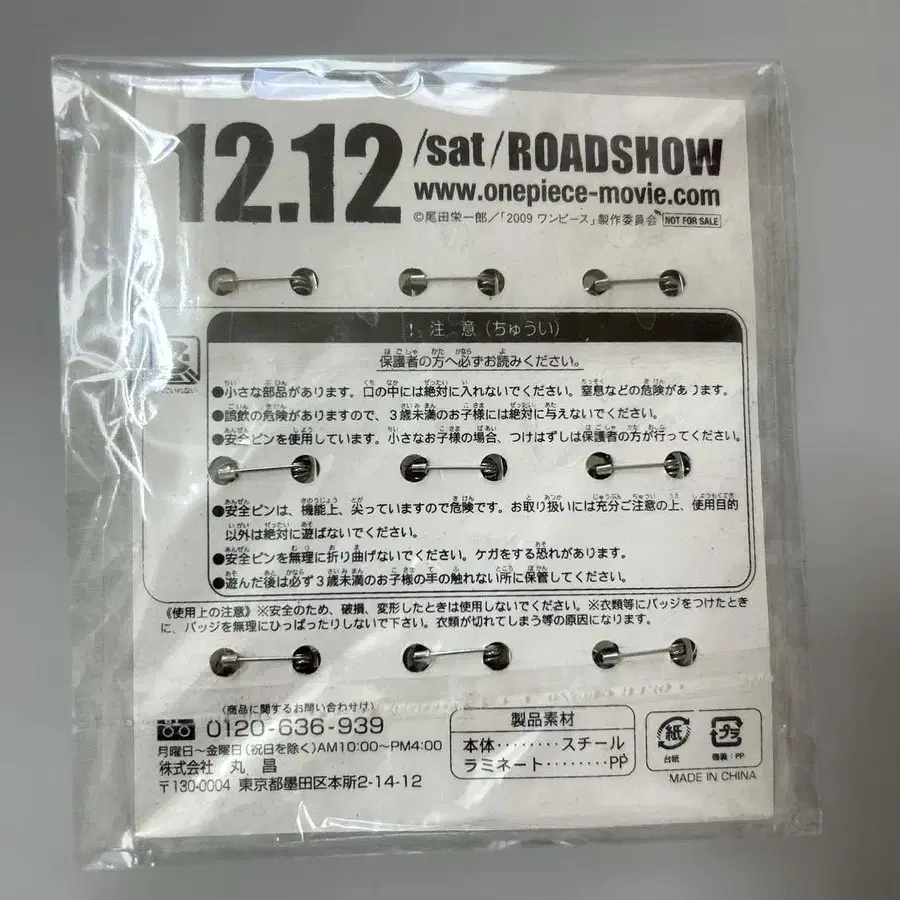 12.12 /sat/ROADSHOW
www.onepiece-movie.com
©尾田栄一郎／「2009 ワンピース」製作委員会 NOT FOR SALE
！注 意（ちゅうい）
保護者の方へ必ずお読みください。
●小さな部品があります。口の中には絶対に入れないでください。窒息などの危険があります。
●誤飲の危険がありますので、３歳未満のお子様には絶対に与えないでください。
●安全ピンを使用しています。小さなお子様の場合、つけはずしは保護者の方が行ってください。
●安全ピンは、機能上、尖っていますので危険です。お取り扱いには充分ご注意の上、使用目的
以外は絶対に遊ばないでください。
●安全ピンを無理に折り曲げないでください。ケガをする恐れがあります。
●遊んだ後は必ず３歳未満のお子様の手の触れない所に保管してください。
《使用上の注意》※安全のため、破損、変形したときは使用しないでください。※衣類等にバッジをつけたとき
に、バッジを無理にひっぱったりしないで下さい。衣類が切れてしまう等の原因になります。
（商品に関するお問い合わせけ）
0120-636-939
月曜日〜金曜日（祝日を除く）AM10:00〜PM4:00
株式会社 丸 昌
〒130-0004 東京都墨田区本所2-14-12
製品素材
本体‥‥‥‥スチール
ラミネート‥‥‥‥PP
紙
台紙
プラ
個装：PP
MADE IN CHINA